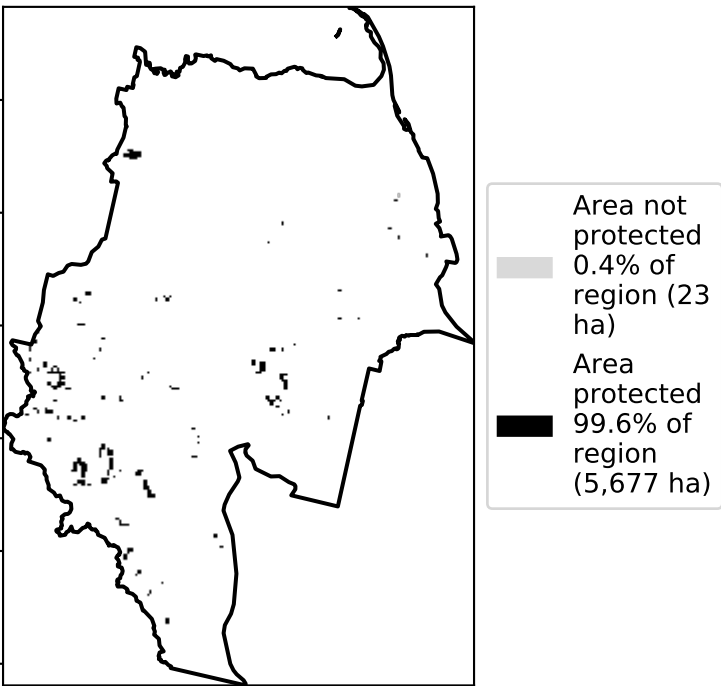 Area not
protected
0.4% of
region (23
ha)
Area
protected
99.6% of
region
(5,677 ha)